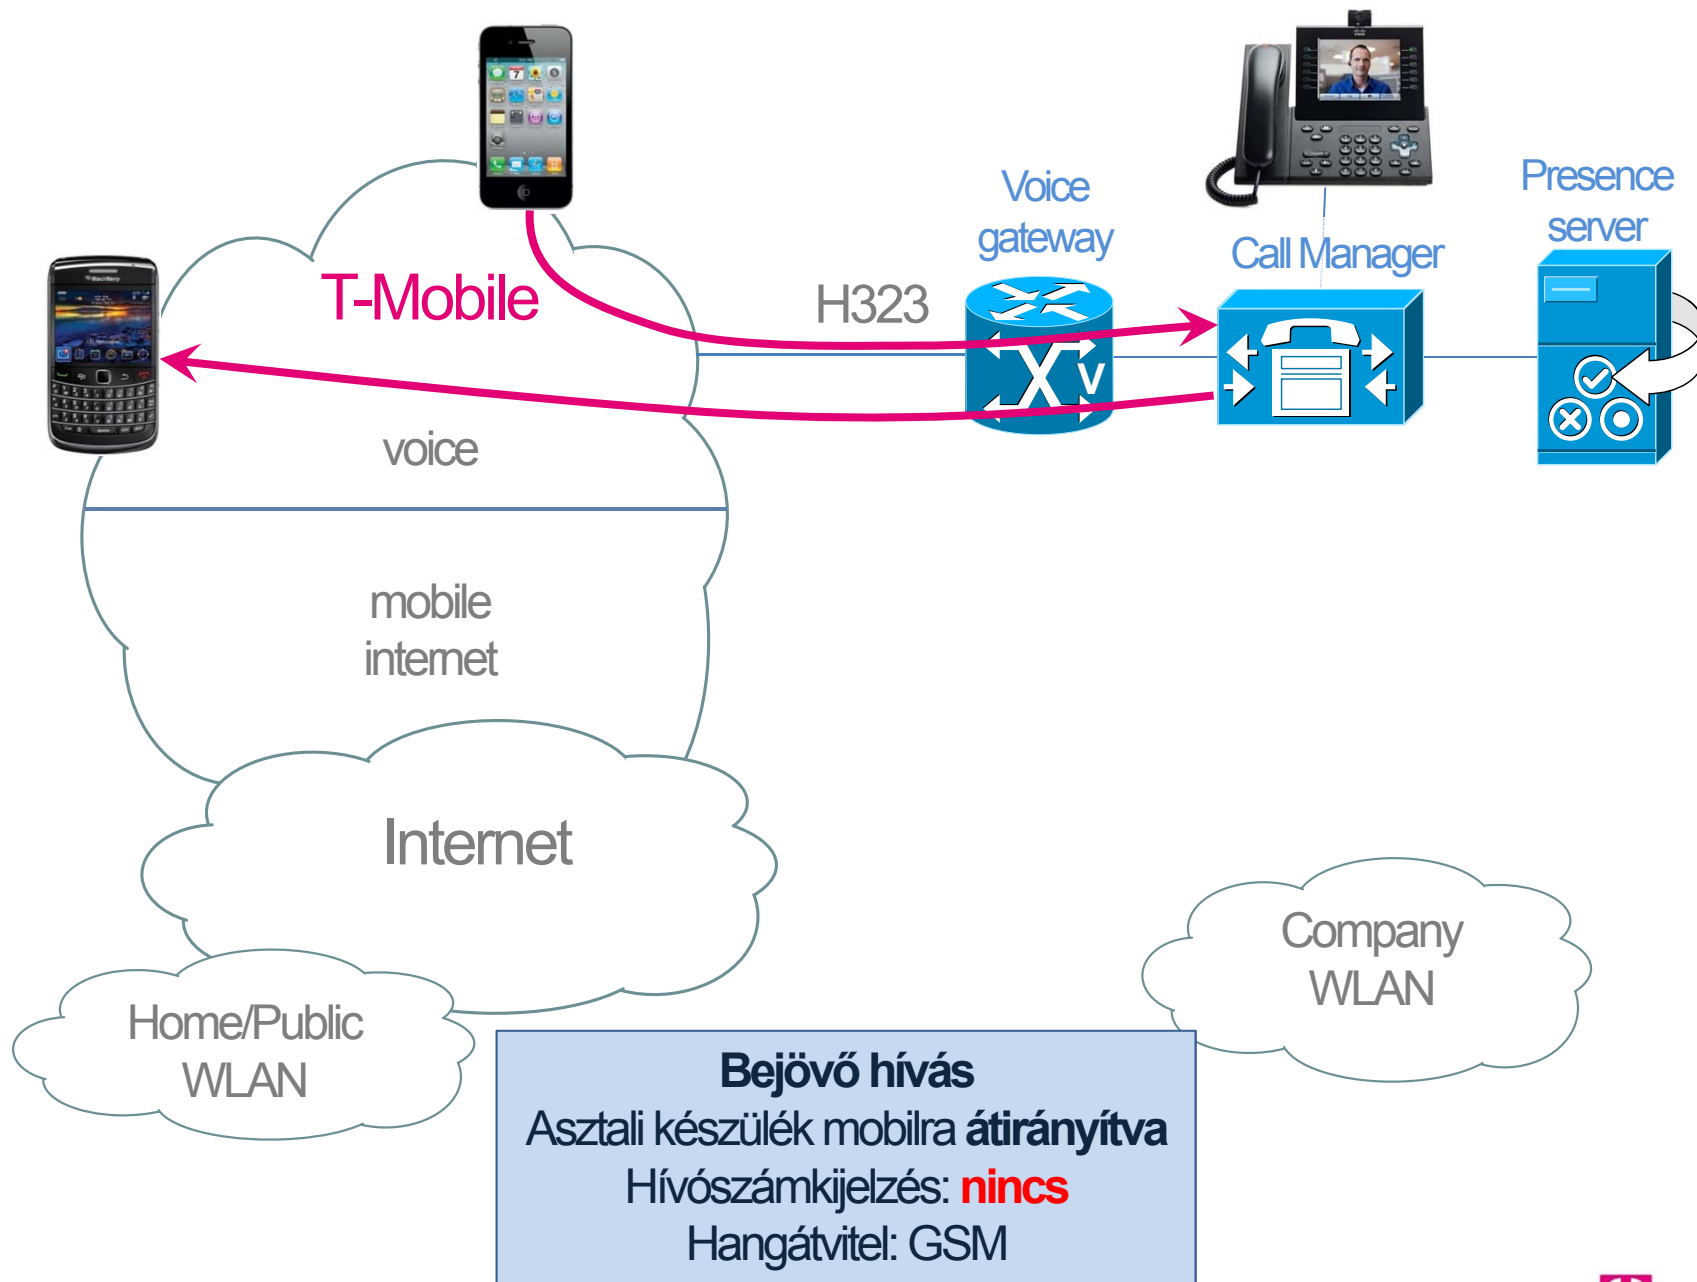 Voice
gateway
Presence
server
Call Manager
T-Mobile
H323
V
voice
mobile
internet
Internet
Company
WLAN
Home/Public
WLAN
Bejövő hívás
Asztali készülék mobilra átirányítva
Hívószámkijelzés: nincs
Hangátvitel: GSM